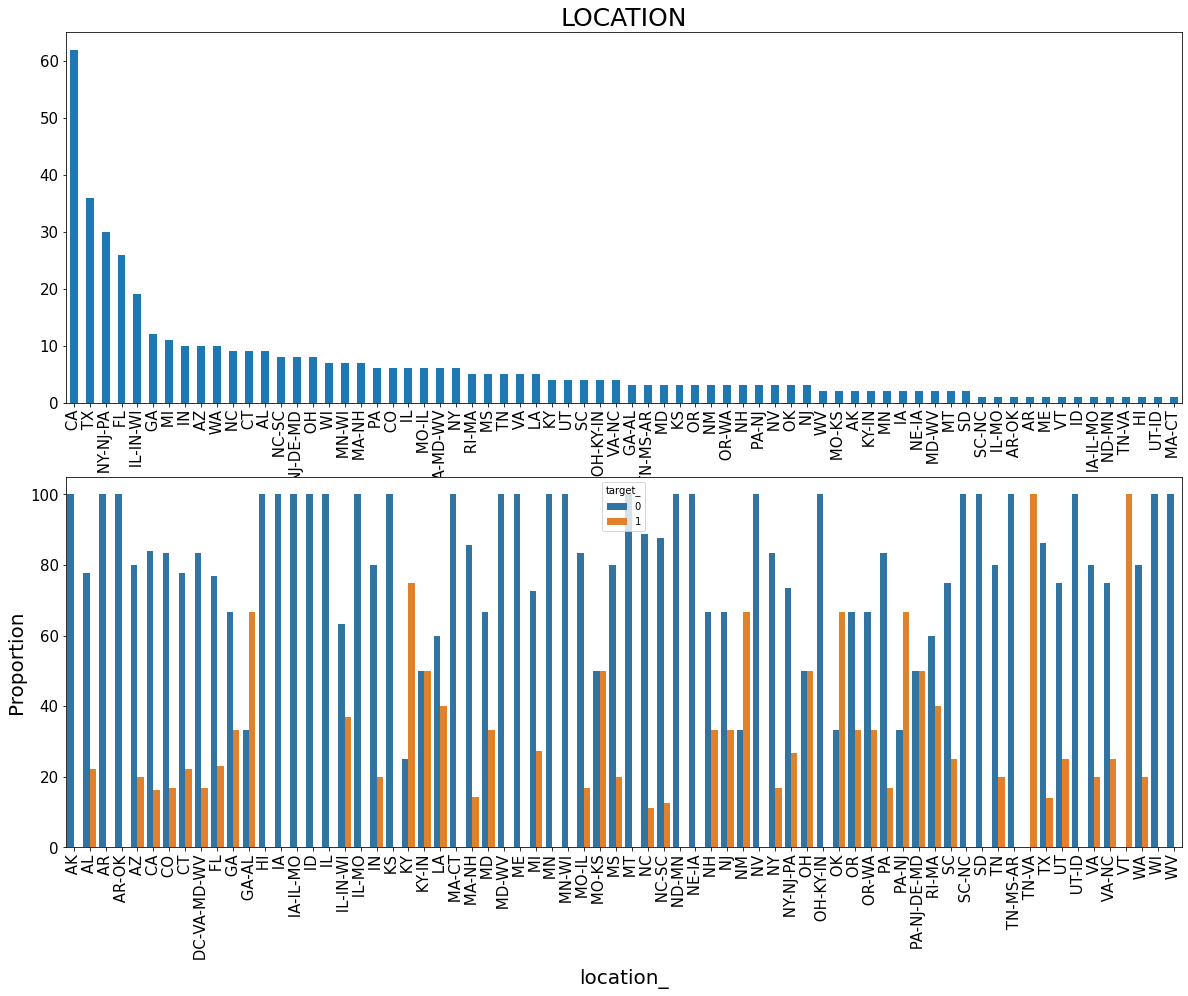 LOCATION
60
50
40
30
20
10
0
CA TX NY-NJ-PA FL IL-IN-WI GA MI IN AZ WA NC CT AL NC-SC NJ-DE-MD OH WI MN-WI MA-NH PA CO IL MO-IL A-MD-WV NY RI-MA MS TN VA LA KY UT SC OH-KY-IN VA-NC GA-AL TN-MS-AR MD KS OR NM OR-WA NH PA-NJ NV OK NJ WV MO-KS AK KY-IN MN IA NE-IA MD-WV MT SD SC-NC IL-MO AR-OK AR ME VT ID IA-IL-MO ND-MN TN-VA HI UT-ID MA-CT
target_
0
1
100
80
60
40
20
0
Proportion
AK AL AR AR-OK AZ CA CO CT DC-VA-MD-WV FL GA GA-AL HI IA IA-IL-MO ID IL IL-IN-WI IL-MO IN KS KY KY-IN LA MA-CT MA-NH MD MD-WV ME MI MN MN-WI MO-IL MO-KS MS MT NC NC-SC ND-MN NE-IA NH NJ NM NV NY NY-NJ-PA OH OH-KY-IN OK OR OR-WA PA PA-NJ PA-NJ-DE-MD RI-MA SC SC-NC SD TN TN-MS-AR TN-VA TX UT UT-ID VA VA-NC VT WA WI WV
location_